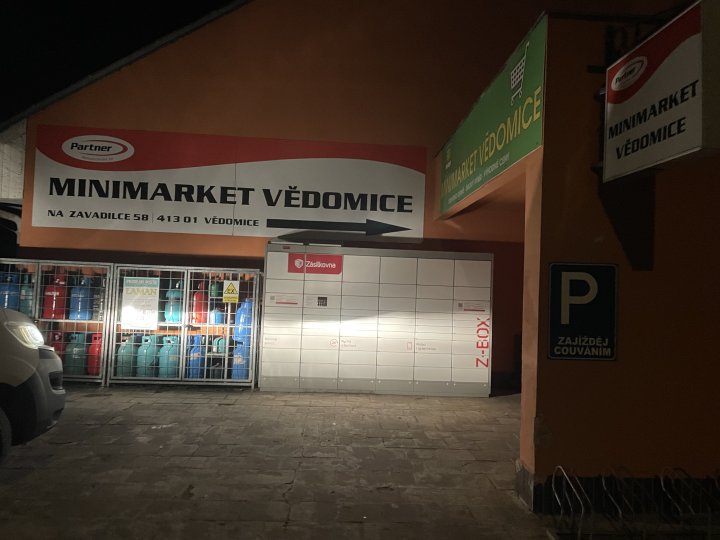 Partner
MINIMARKET VĚDOMICE
NA ZAVADILCE 58 | 413 01 VĚDOMICE
MINIMARKET VĚDOMICE
Partner
MINIMARKET
VĚDOMICE
Zásilkovna
Z-BOX
P
ZAJÍŽDĚJ
COUVÁNÍM